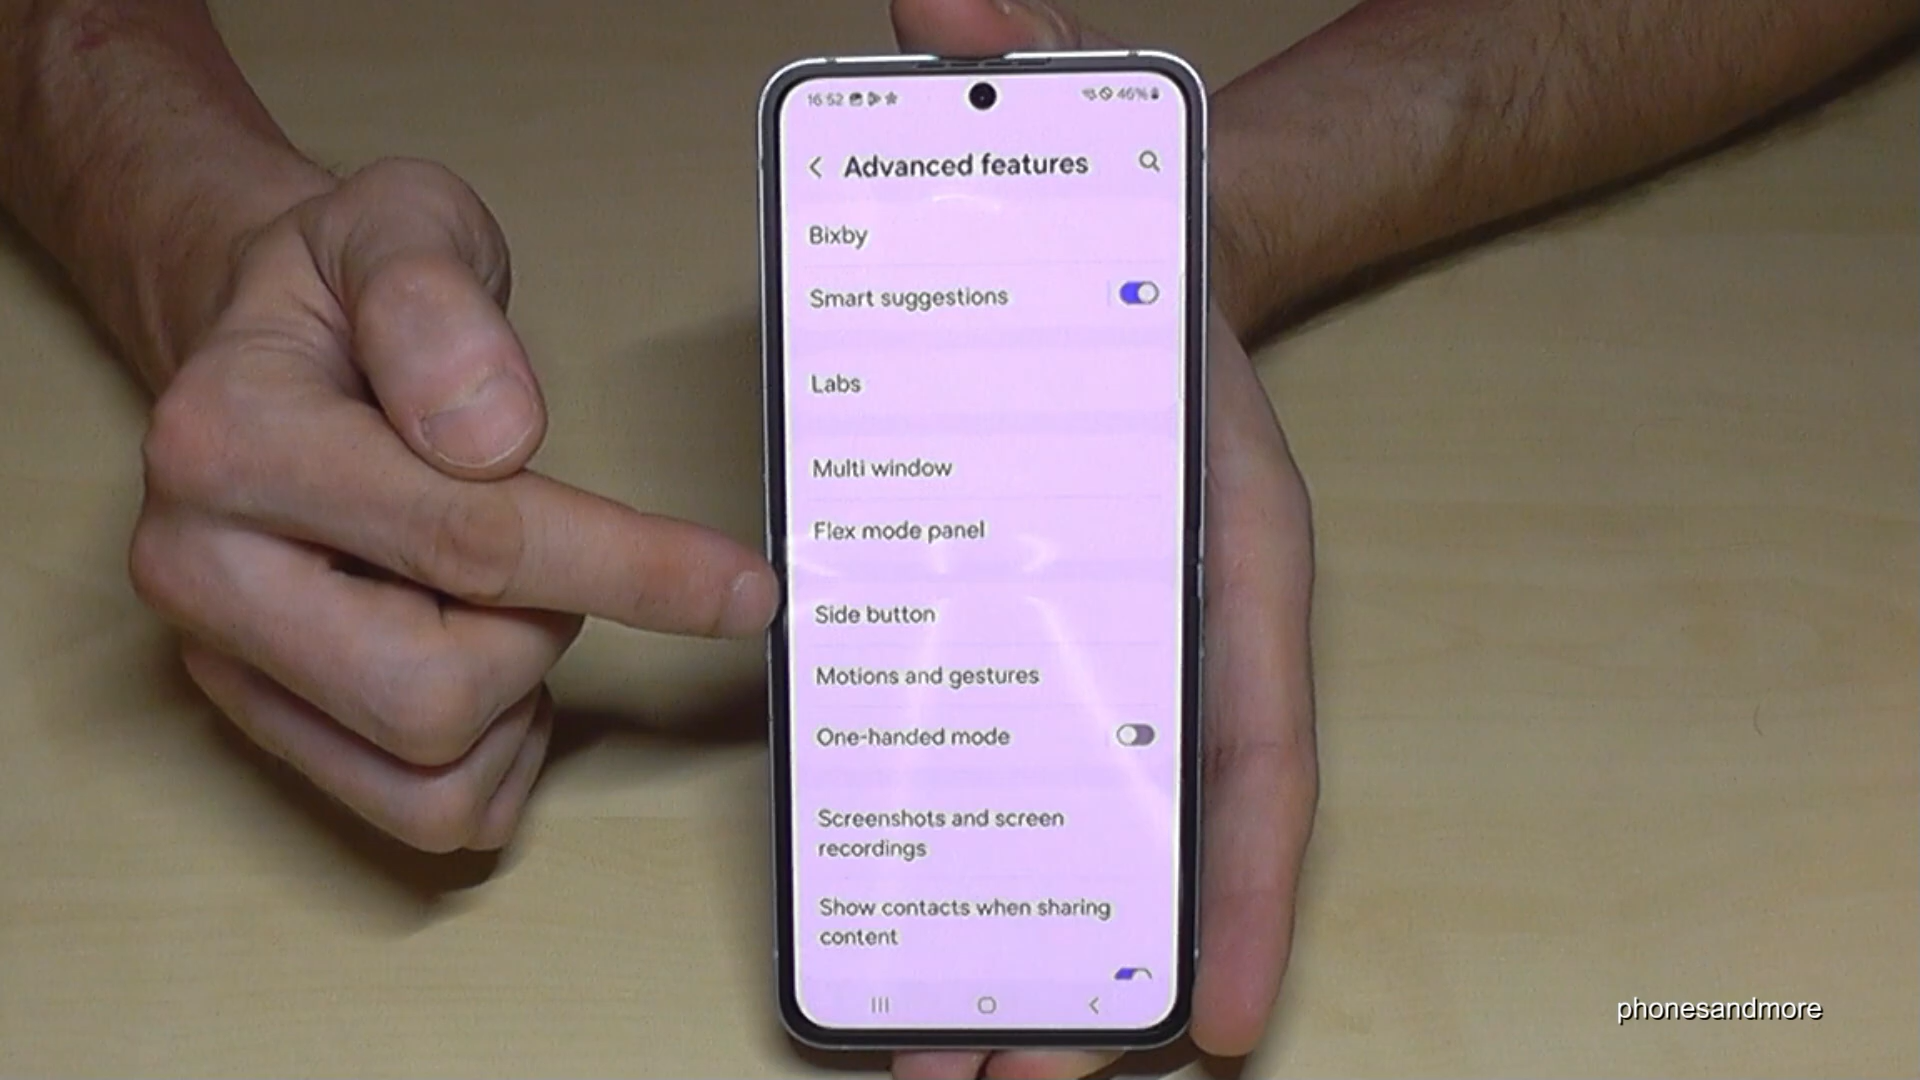 16:52
46%
Advanced features
Bixby
Smart suggestions
Labs
Multi window
Flex mode panel
Side button
Motions and gestures
One-handed mode
Screenshots and screen
recordings
Show contacts when sharing
content
phonesandmore